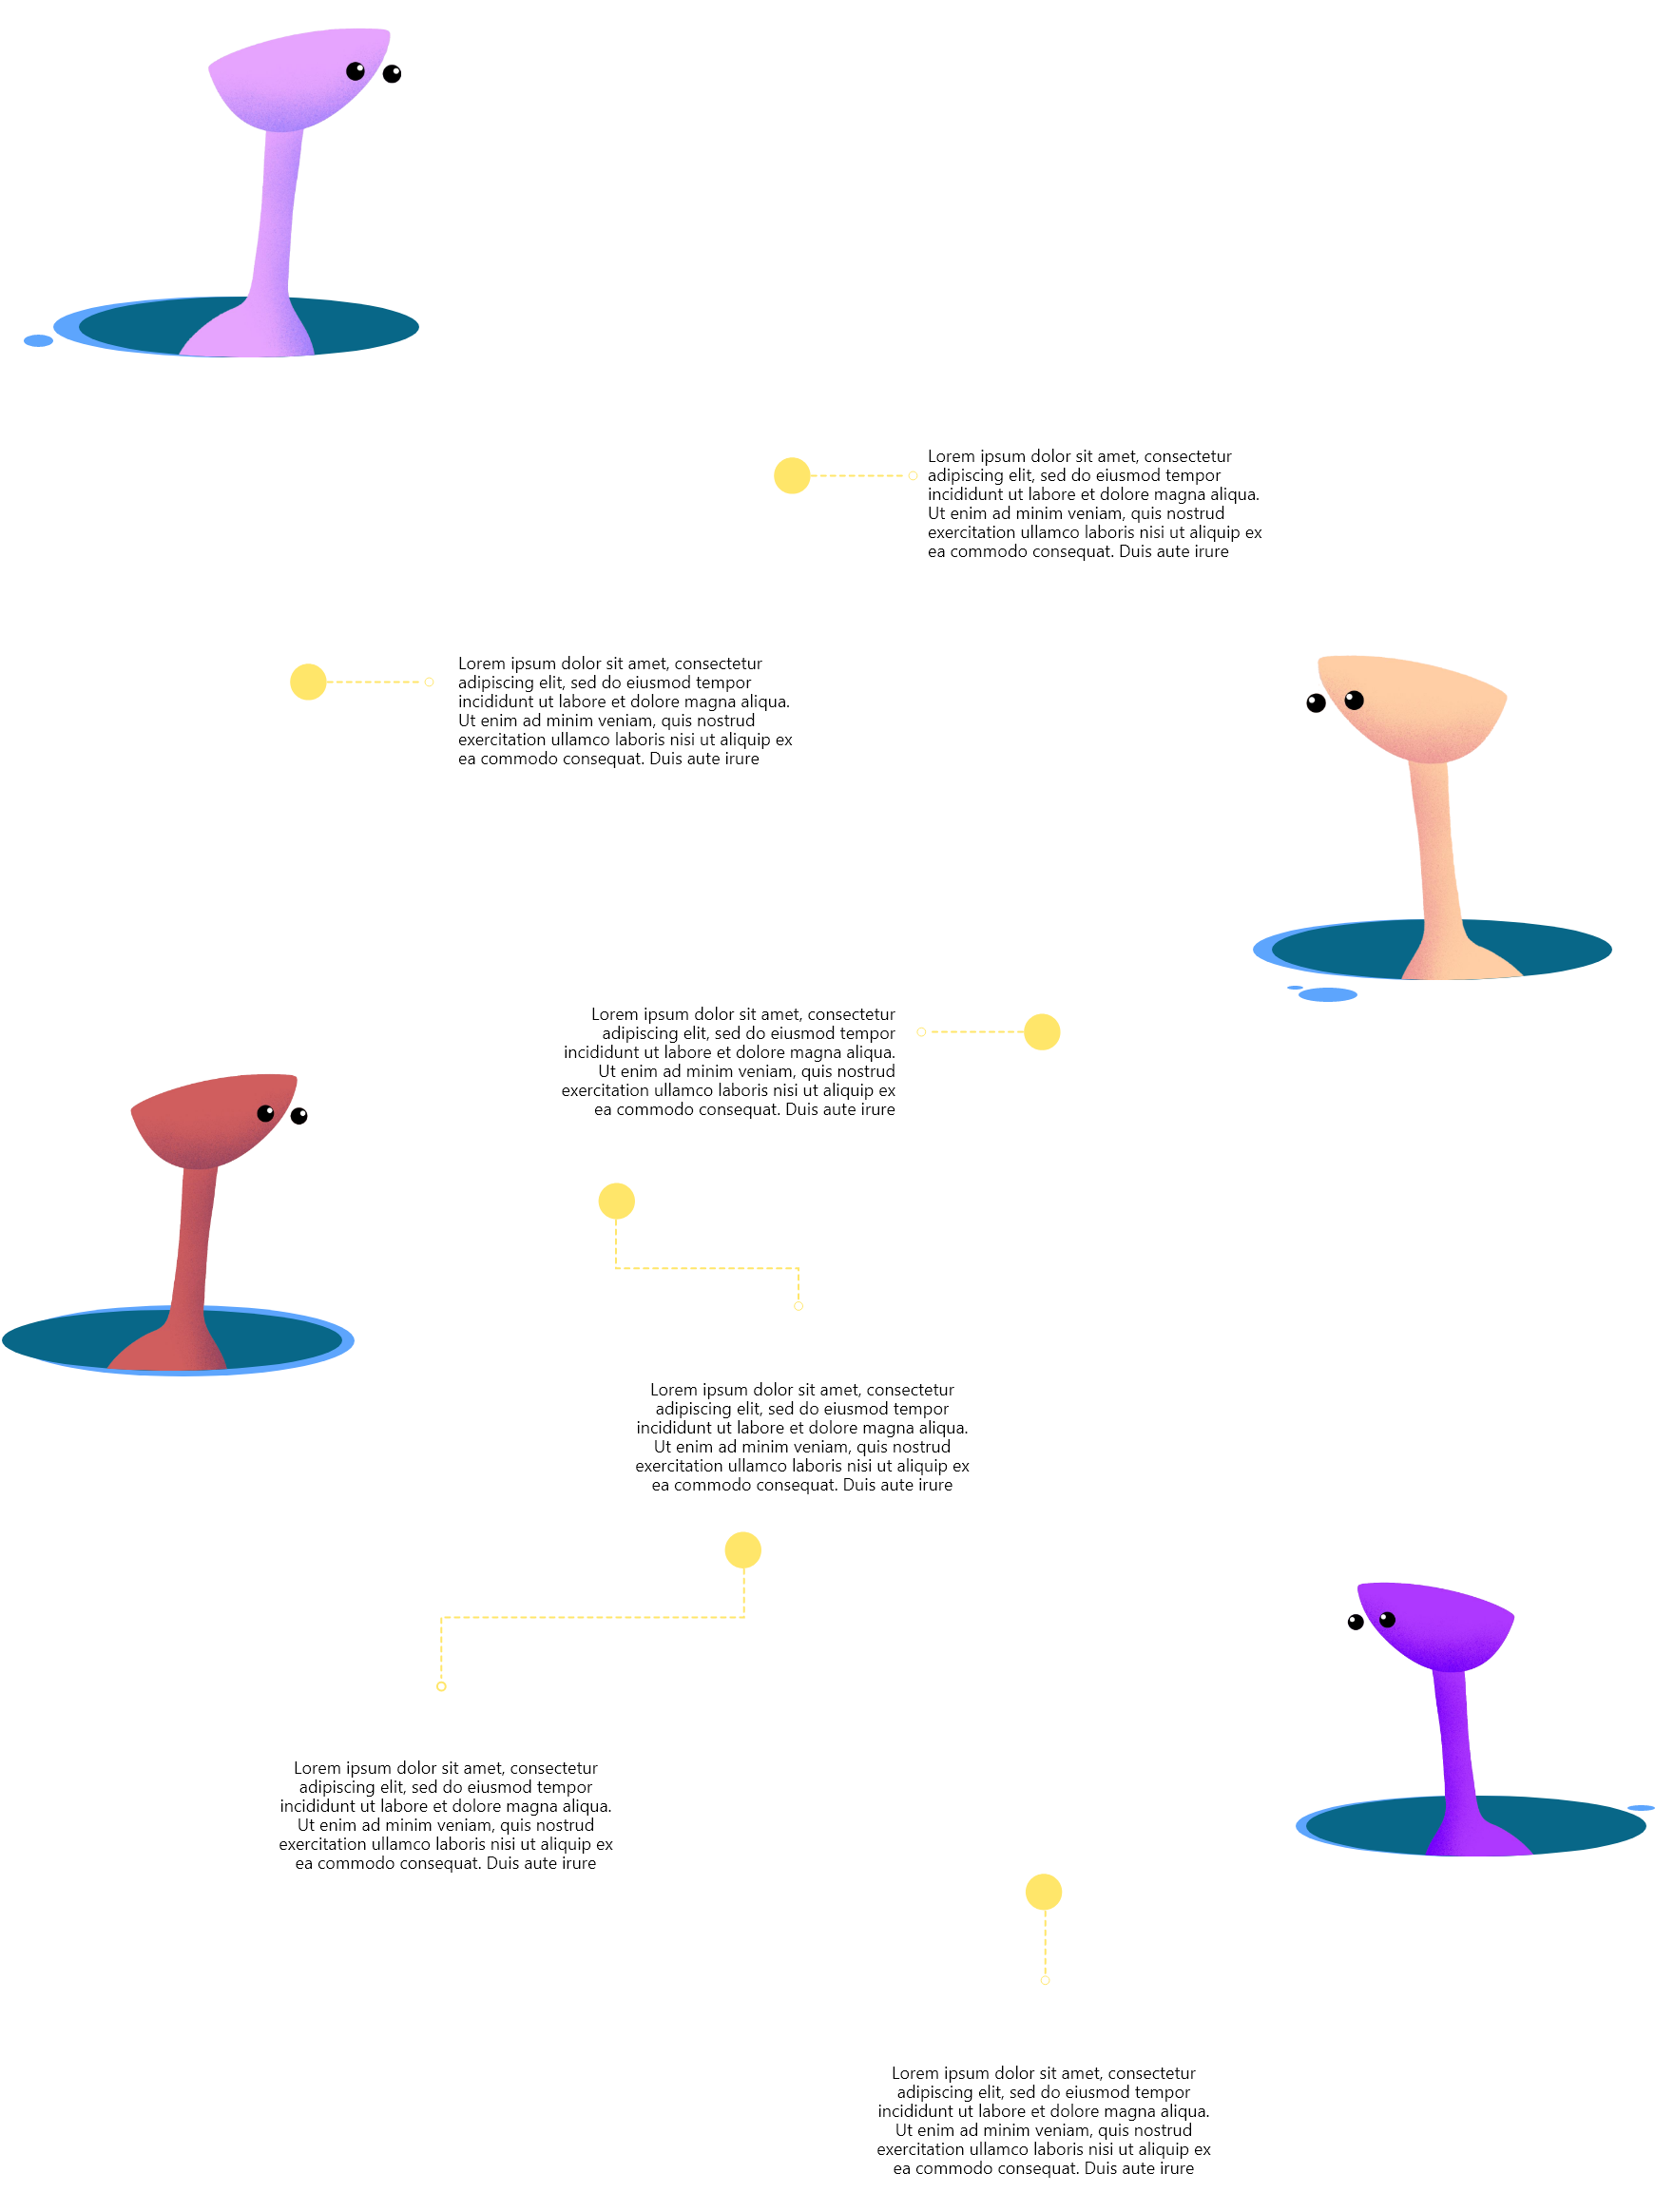 Lorem ipsum dolor sit amet, consectetur
adipiscing elit, sed do eiusmod tempor
incididunt ut labore et dolore magna aliqua.
Ut enim ad minim veniam, quis nostrud
exercitation ullamco laboris nisi ut aliquip ex
ea commodo consequat. Duis aute irure
Lorem ipsum dolor sit amet, consectetur
adipiscing elit, sed do eiusmod tempor
incididunt ut labore et dolore magna aliqua.
Ut enim ad minim veniam, quis nostrud
exercitation ullamco laboris nisi ut aliquip ex
ea commodo consequat. Duis aute irure
Lorem ipsum dolor sit amet, consectetur
adipiscing elit, sed do eiusmod tempor
incididunt ut labore et dolore magna aliqua.
Ut enim ad minim veniam, quis nostrud
exercitation ullamco laboris nisi ut aliquip ex
ea commodo consequat. Duis aute irure
Lorem ipsum dolor sit amet, consectetur
adipiscing elit, sed do eiusmod tempor
incididunt ut labore et dolore magna aliqua.
Ut enim ad minim veniam, quis nostrud
exercitation ullamco laboris nisi ut aliquip ex
ea commodo consequat. Duis aute irure
Lorem ipsum dolor sit amet, consectetur
adipiscing elit, sed do eiusmod tempor
incididunt ut labore et dolore magna aliqua.
Ut enim ad minim veniam, quis nostrud
exercitation ullamco laboris nisi ut aliquip ex
ea commodo consequat. Duis aute irure
Lorem ipsum dolor sit amet, consectetur
adipiscing elit, sed do eiusmod tempor
incididunt ut labore et dolore magna aliqua.
Ut enim ad minim veniam, quis nostrud
exercitation ullamco laboris nisi ut aliquip ex
ea commodo consequat. Duis aute irure